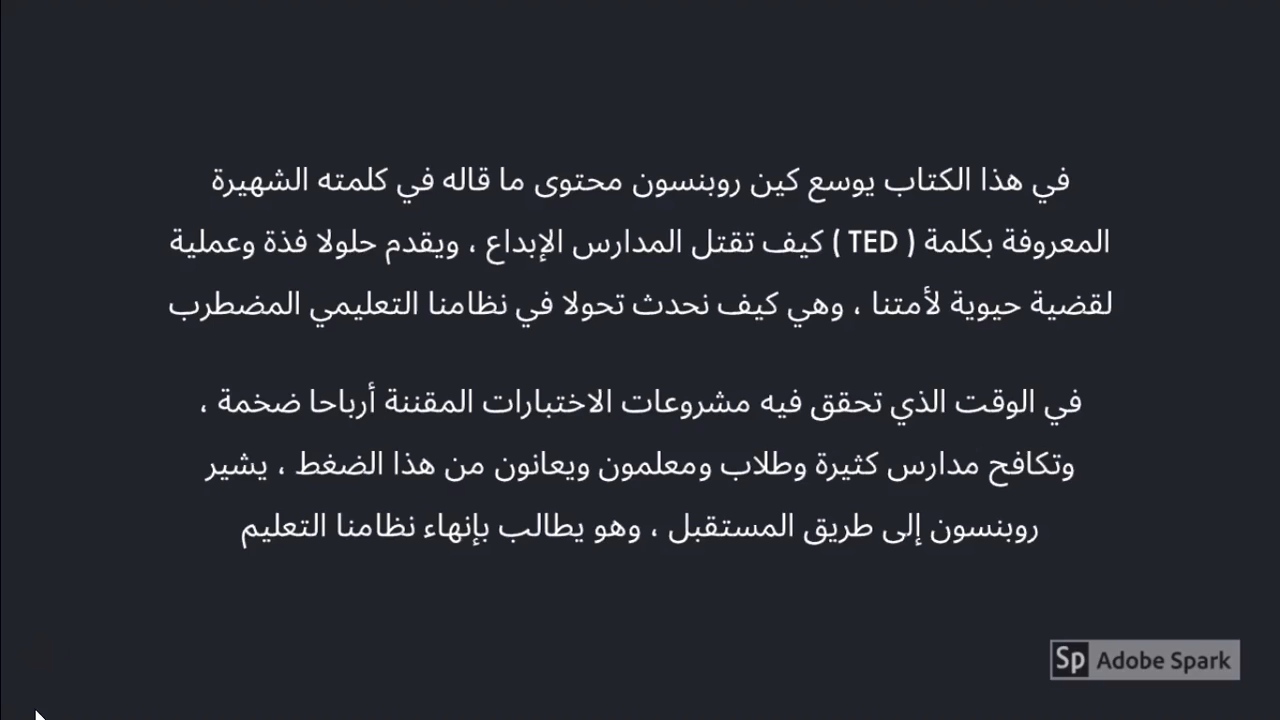 في هذا الكتاب يوسع كين روبنسون محتوى ما قاله في كلمته الشهيرة
المعروفة بكلمة ( TED ) كيف تقتل المدارس الإبداع ، ويقدم حلولا فذة وعملية
لقضية حيوية لأمتنا ، وهي كيف نحدث تحولا في نظامنا التعليمي المضطرب
في الوقت الذي تحقق فيه مشروعات الاختبارات المقننة أرباحا ضخمة ،
وتكافح مدارس كثيرة وطلاب ومعلمون ويعانون من هذا الضغط ، يشير
روبنسون إلى طريق المستقبل ، وهو يطالب بإنهاء نظامنا التعليم
Sp Adobe Spark